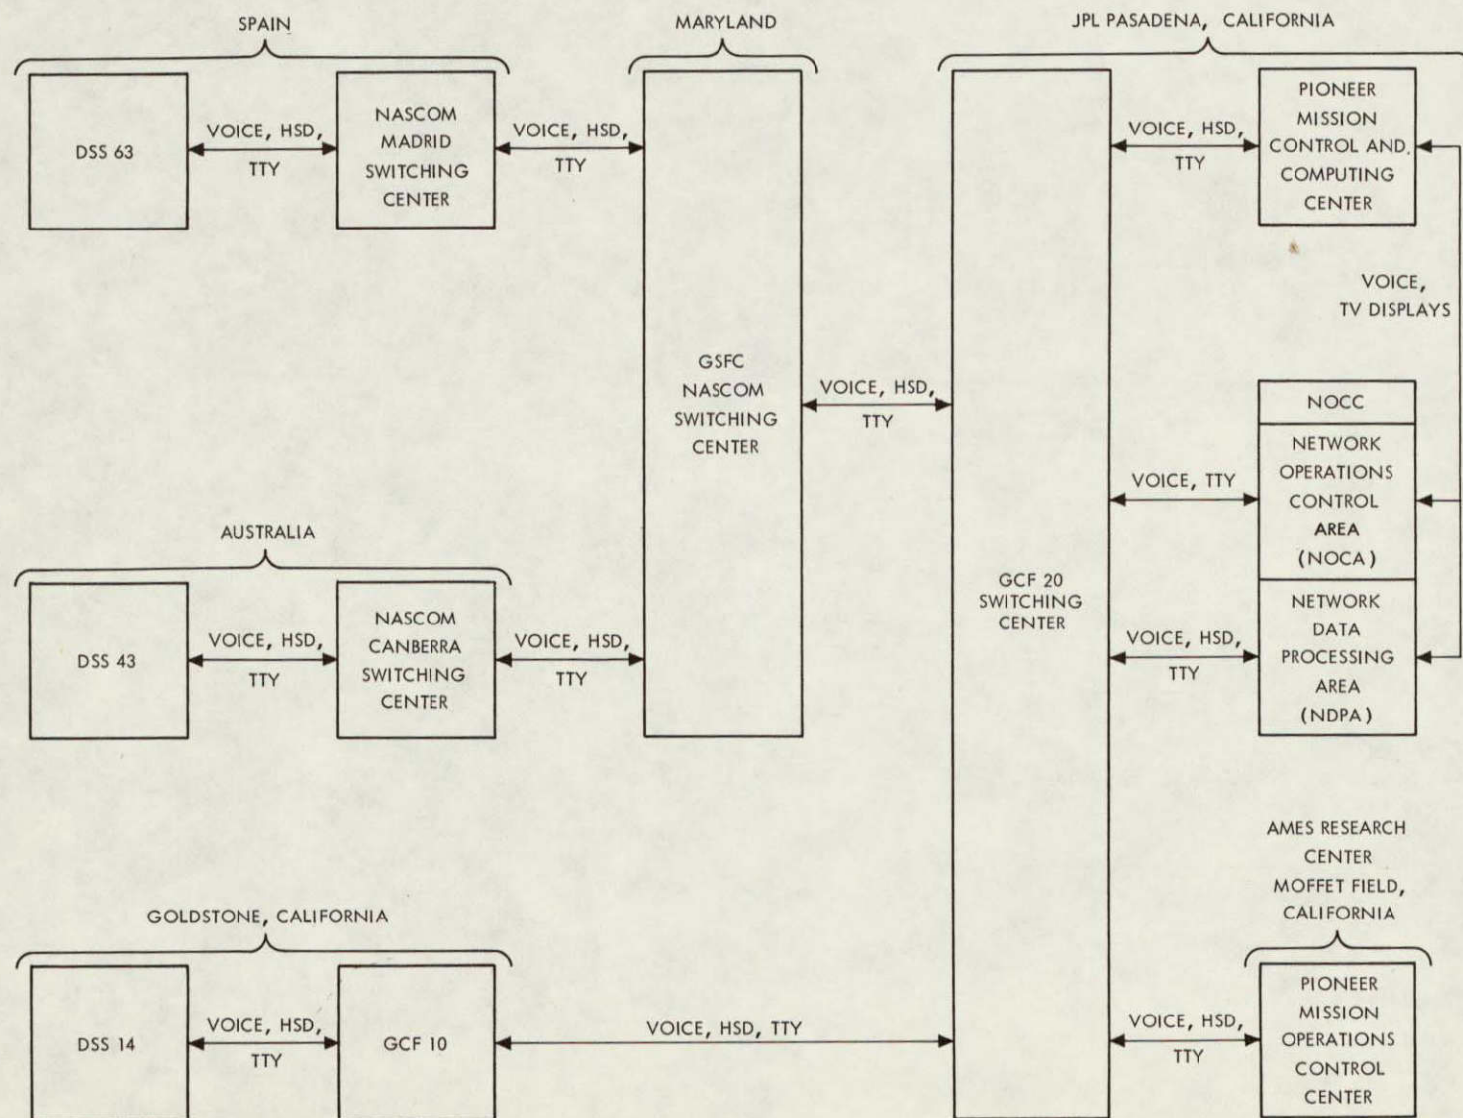 SPAIN
MARYLAND
JPL PASADENA, CALIFORNIA
DSS 63
VOICE, HSD,
TTY
NASCOM
MADRID
SWITCHING
CENTER
VOICE, HSD,
TTY
VOICE, HSD,
TTY
PIONEER
MISSION
CONTROL AND
COMPUTING
CENTER
VOICE,
TV DISPLAYS
GSFC
NASCOM
SWITCHING
CENTER
VOICE, HSD,
TTY
NOCC
NETWORK
OPERATIONS
CONTROL
AREA
(NOCA)
VOICE, TTY
AUSTRALIA
DSS 43
VOICE, HSD,
TTY
NASCOM
CANBERRA
SWITCHING
CENTER
VOICE, HSD,
TTY
GCF 20
SWITCHING
CENTER
VOICE, HSD,
TTY
NETWORK
DATA
PROCESSING
AREA
(NDPA)
AMES RESEARCH
CENTER
MOFFET FIELD,
CALIFORNIA
GOLDSTONE, CALIFORNIA
DSS 14
VOICE, HSD,
TTY
GCF 10
VOICE, HSD, TTY
VOICE, HSD,
TTY
PIONEER
MISSION
OPERATIONS
CONTROL
CENTER